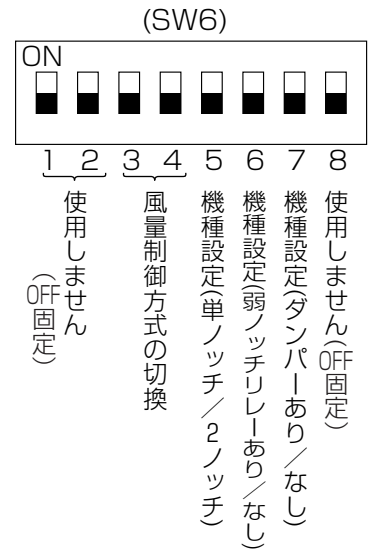 (SW6)
ON
1 2 3 4 5 6 7 8
使用しません
(OFF固定)
風量制御方式の切換
機種設定(単ノッチ／2ノッチ)
機種設定(弱ノッチリレーあり／なし)
機種設定(ダンパーあり／なし)
使用しません(OFF固定)